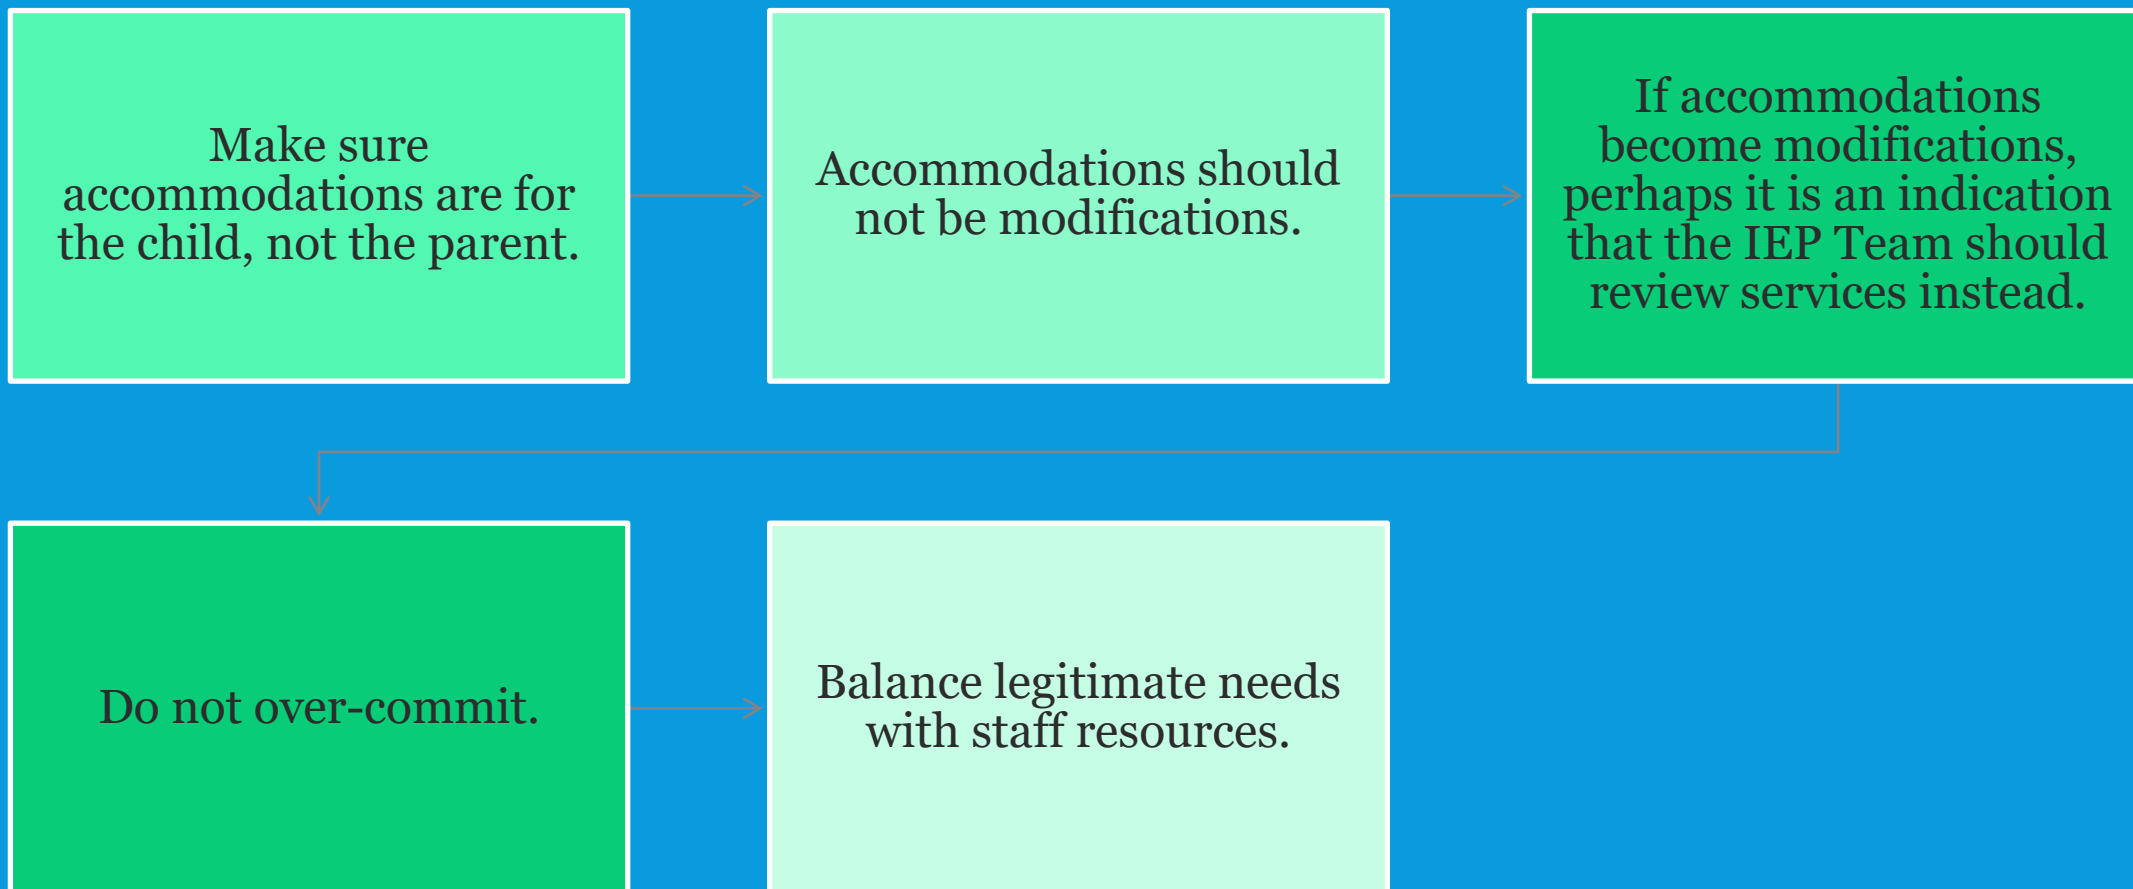 Make sure
accommodations are for
the child, not the parent.
Accommodations should
not be modifications.
If accommodations
become modifications,
perhaps it is an indication
that the IEP Team should
review services instead.
Do not over-commit.
Balance legitimate needs
with staff resources.